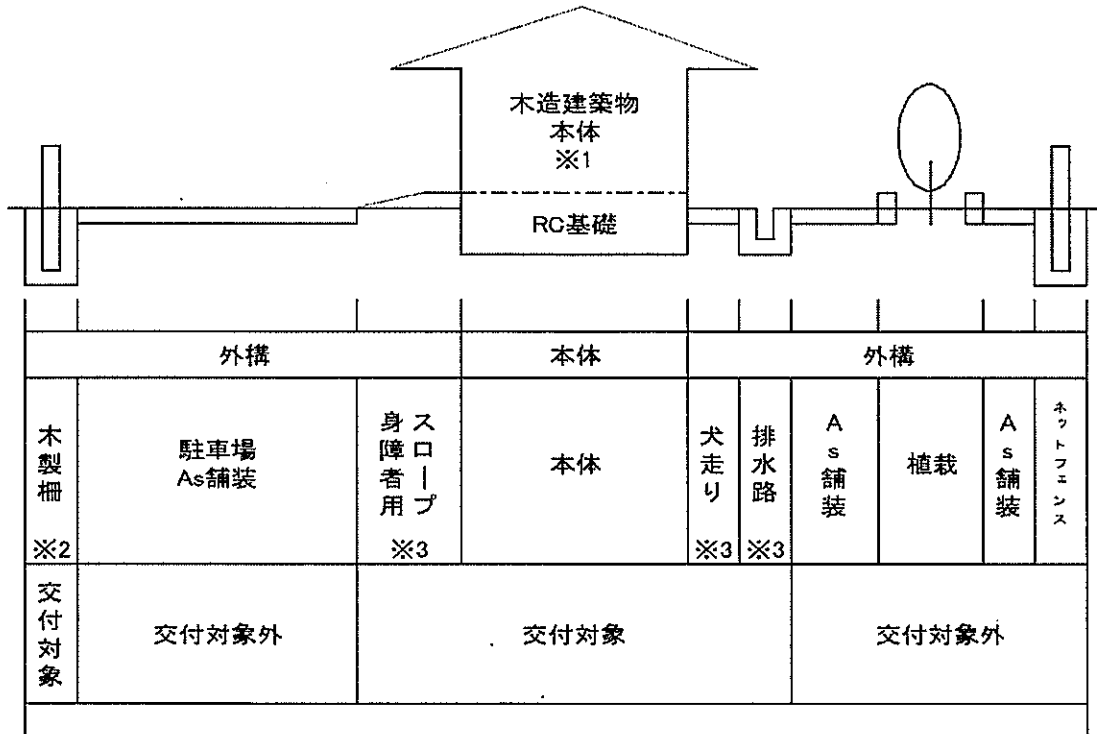 木造建築物
本体
※1
RC基礎
外構
本体
外構
木製柵
※2
駐車場
As舗装
身障者用
スロープ
※3
本体
犬走り
※3
排水路
※3
As舗装
植栽
As舗装
ネットフェンス
交付対象
交付対象外
交付対象
交付対象外